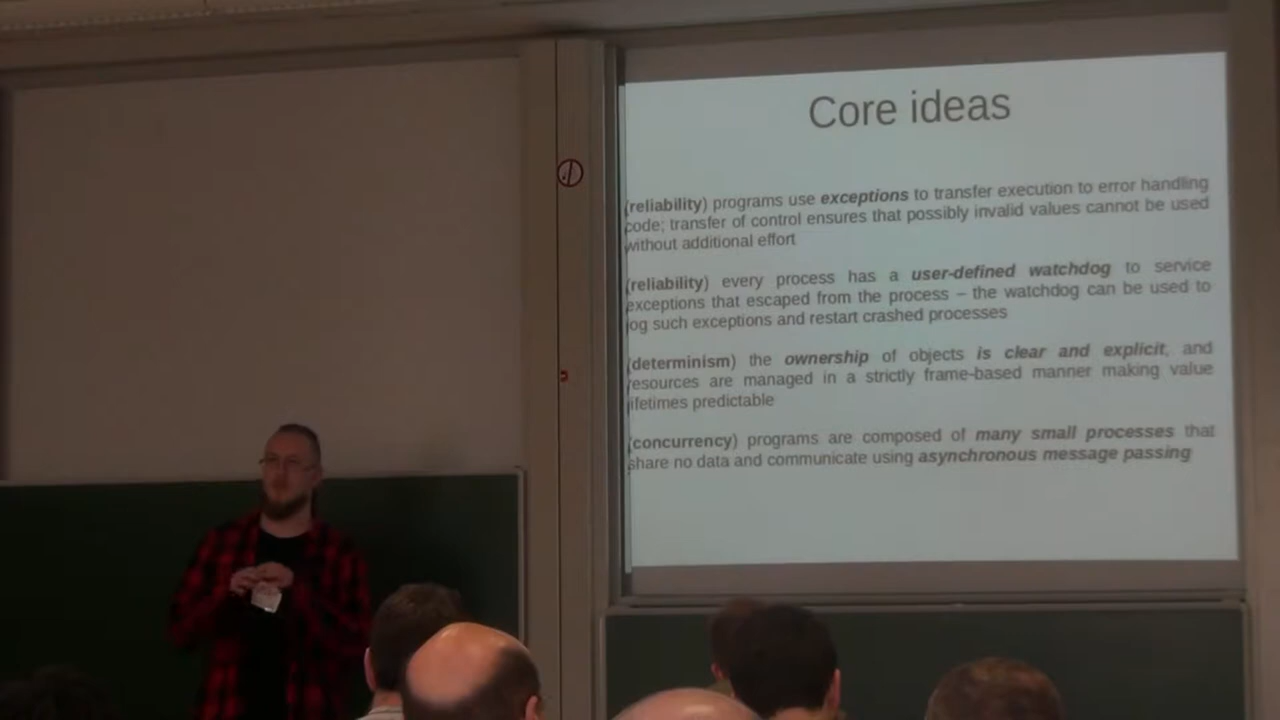 Core ideas
(reliability) programs use exceptions to transfer execution to error handling
code; transfer of control ensures that possibly invalid values cannot be used
without additional effort
(reliability) every process has a user-defined watchdog to service
exceptions that escaped from the process – the watchdog can be used to
log such exceptions and restart crashed processes
(determinism) the ownership of objects is clear and explicit, and
resources are managed in a strictly frame-based manner making value
lifetimes predictable
(concurrency) programs are composed of many small processes that
share no data and communicate using asynchronous message passing